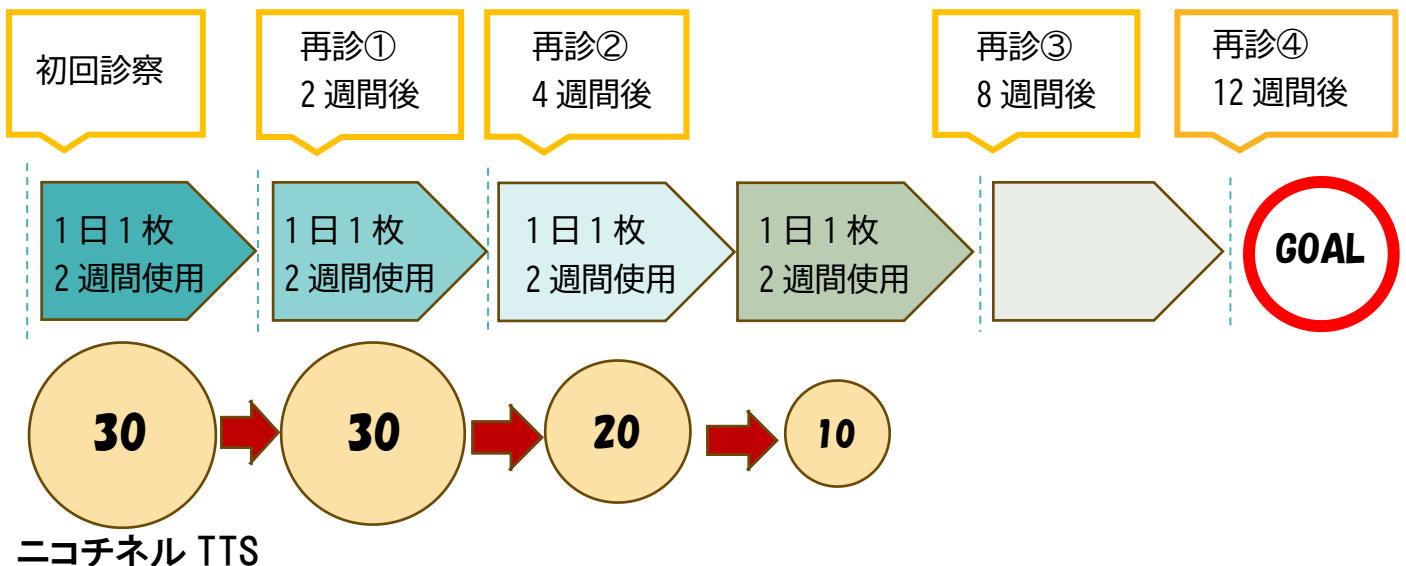 初回診察
再診①
2週間後
再診②
4週間後
再診③
8週間後
再診④
12週間後
1日1枚
2週間使用
1日1枚
2週間使用
1日1枚
2週間使用
1日1枚
2週間使用
GOAL
30
30
20
10
ニコチネル TTS